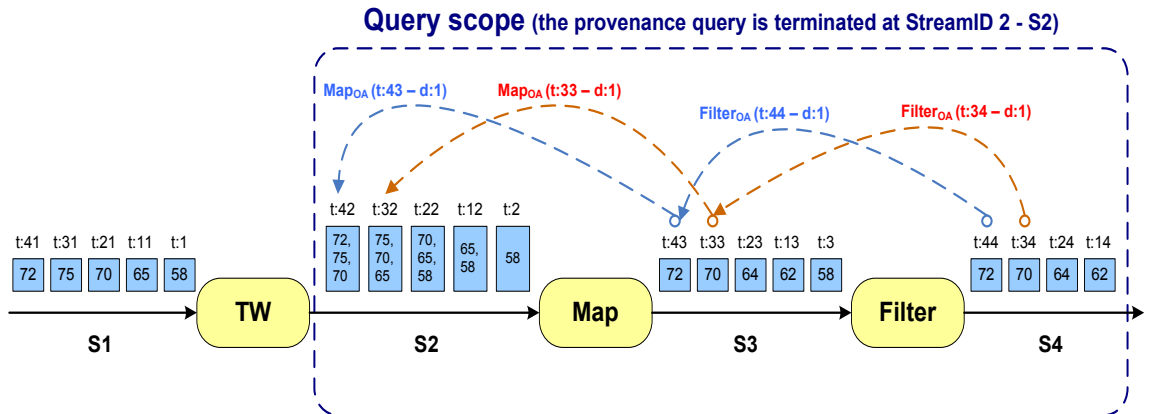 Query scope (the provenance query is terminated at StreamID 2 - S2)
MapOA (t:43 – d:1)
MapOA (t:33 – d:1)
FilterOA (t:44 – d:1)
FilterOA (t:34 – d:1)
t:41 t:31 t:21 t:11 t:1
72 75 70 65 58
TW
S1
t:42 t:32 t:22 t:12 t:2
72, 75, 70
75, 70, 65
70, 65, 58
65, 58
58
S2
Map
t:43 t:33 t:23 t:13 t:3
72 70 64 62 58
S3
Filter
t:44 t:34 t:24 t:14
72 70 64 62
S4